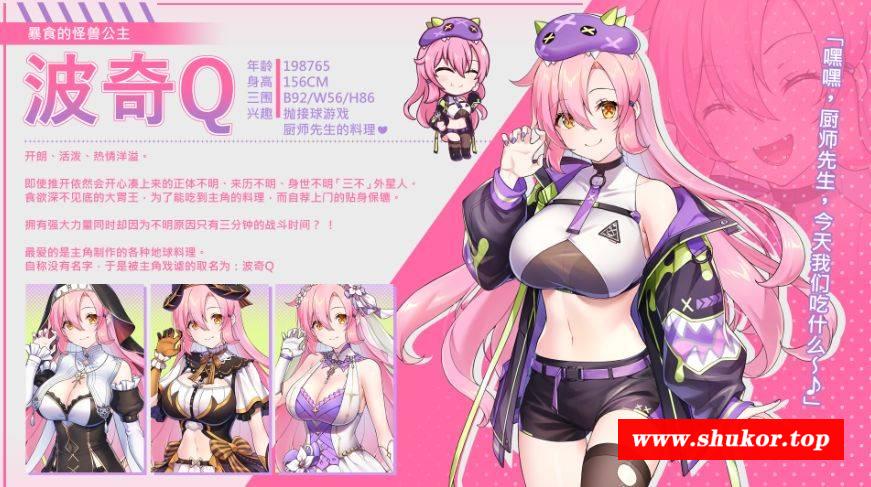 暴食的怪兽公主
波奇Q
年龄 198765
身高 156CM
三围 B92/W56/H86
兴趣 抛接球游戏
厨师先生的料理
开朗、活泼、热情洋溢。
即使推开依然会开心凑上来的正体不明、来历不明、身世不明「三不」外星人。
食欲深不见底的大胃王，为了能吃到主角的料理，而自荐上门的贴身保镖。
拥有强大力量同时却因为不明原因只有三分钟的战斗时间？！
最爱的是主角制作的各种地球料理。
自称没有名字，于是被主角戏谑的取名为：波奇Q
「嘿嘿，厨师先生，今天我们吃什么～♪」
www.shukor.top